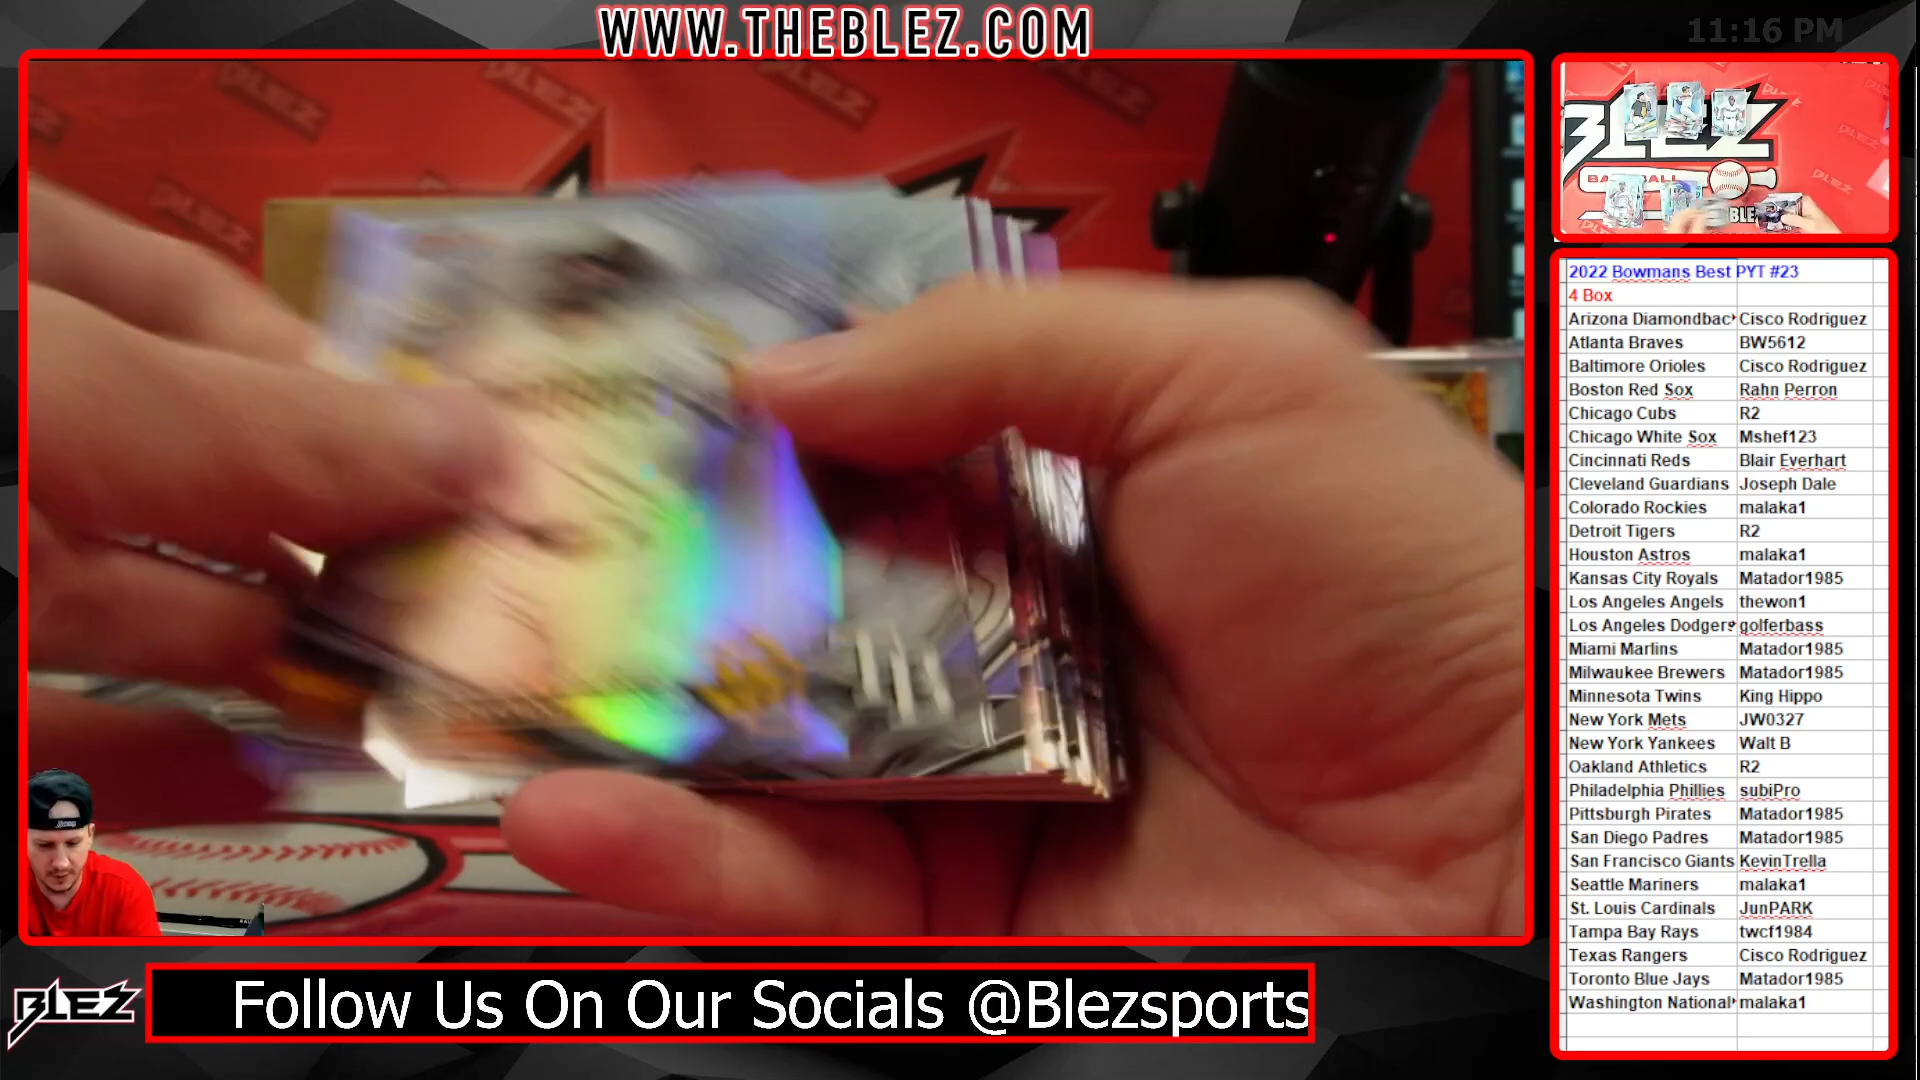 WWW.THEBLEZ.COM
11:16 PM
BLEZ
BLEZ
BLEZ
BLEZ
BLEZ
2022 Bowmans Best PYT #23
4 Box
Arizona Diamondbac Cisco Rodriguez
Atlanta Braves BW5612
Baltimore Orioles Cisco Rodriguez
Boston Red Sox Rahn Perron
Chicago Cubs R2
Chicago White Sox Mshef123
Cincinnati Reds Blair Everhart
Cleveland Guardians Joseph Dale
Colorado Rockies malaka1
Detroit Tigers R2
Houston Astros malaka1
Kansas City Royals Matador1985
Los Angeles Angels thewon1
Los Angeles Dodgers golferbass
Miami Marlins Matador1985
Milwaukee Brewers Matador1985
Minnesota Twins King Hippo
New York Mets JW0327
New York Yankees Walt B
Oakland Athletics R2
Philadelphia Phillies subiPro
Pittsburgh Pirates Matador1985
San Diego Padres Matador1985
San Francisco Giants KevinTrella
Seattle Mariners malaka1
St. Louis Cardinals JunPARK
Tampa Bay Rays twcf1984
Texas Rangers Cisco Rodriguez
Toronto Blue Jays Matador1985
Washington National malaka1
BLEZ
Follow Us On Our Socials @Blezsports